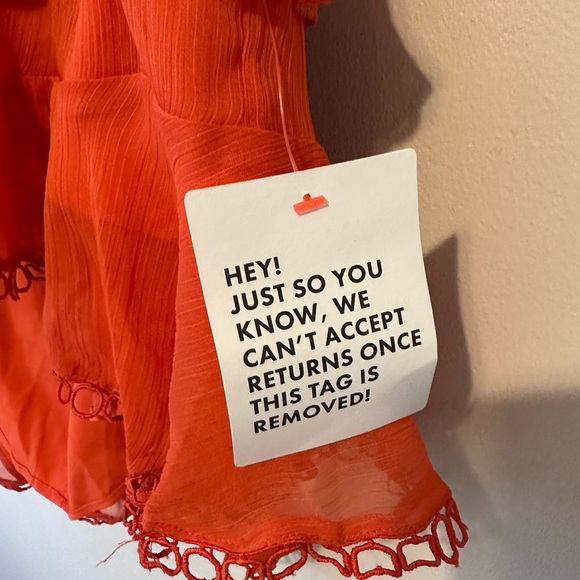 HEY!
JUST SO YOU
KNOW, WE
CAN'T ACCEPT
RETURNS ONCE
THIS TAG IS
REMOVED!